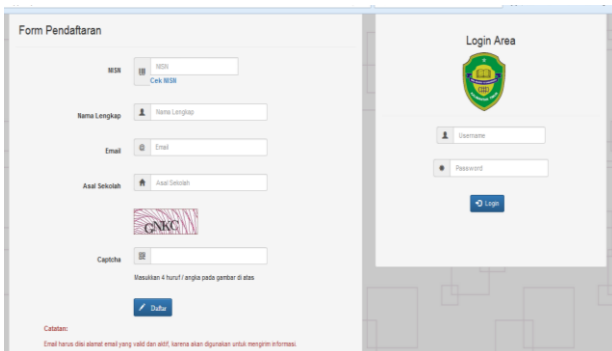 Form Pendaftaran
NISN
NISN
Cek NISN
Nama Lengkap
Nama Lengkap
Email
Email
Asal Sekolah
Asal Sekolah
GNKC
Captcha
Masukkan 4 huruf / angka pada gambar di atas
Daftar
Catatan:
Email harus diisi alamat email yang valid dan aktif, karena akan digunakan untuk mengirim informasi.
Login Area
Username
Password
Login